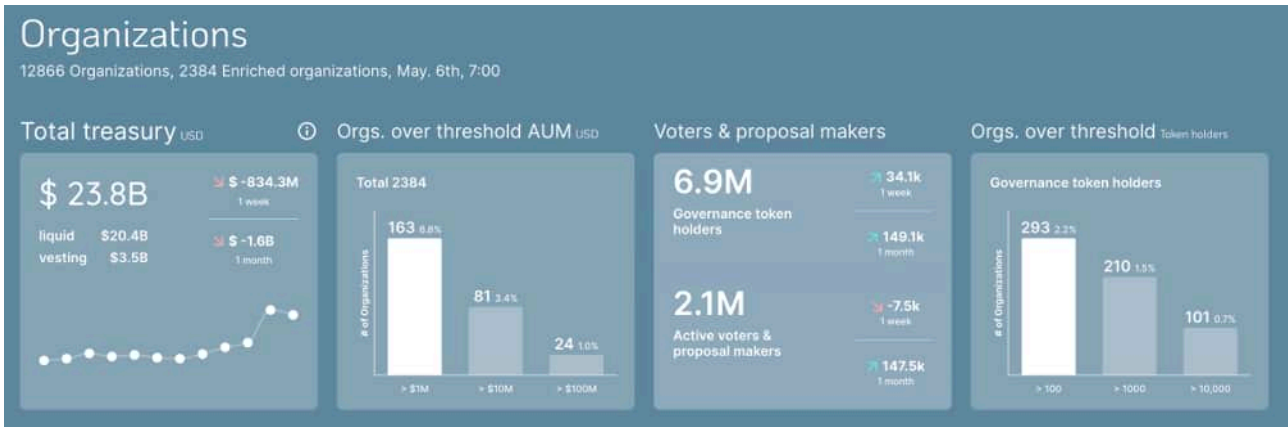 Organizations
12866 Organizations, 2384 Enriched organizations, May. 6th, 7:00
Total treasury USD
$ 23.8B
$ -834.3M
1 week
liquid $20.4B
vesting $3.5B
$ -1.6B
1 month
Orgs. over threshold AUM USD
Total 2384
# of Organizations
163 6.8%
81 3.4%
24 1.0%
> $1M > $10M > $100M
Voters & proposal makers
6.9M
Governance token
holders
34.1k
1 week
149.1k
1 month
2.1M
Active voters &
proposal makers
-7.5k
1 week
147.5k
1 month
Orgs. over threshold Token holders
Governance token holders
# of Organizations
293 2.2%
210 1.5%
101 0.7%
> 100 > 1000 > 10,000